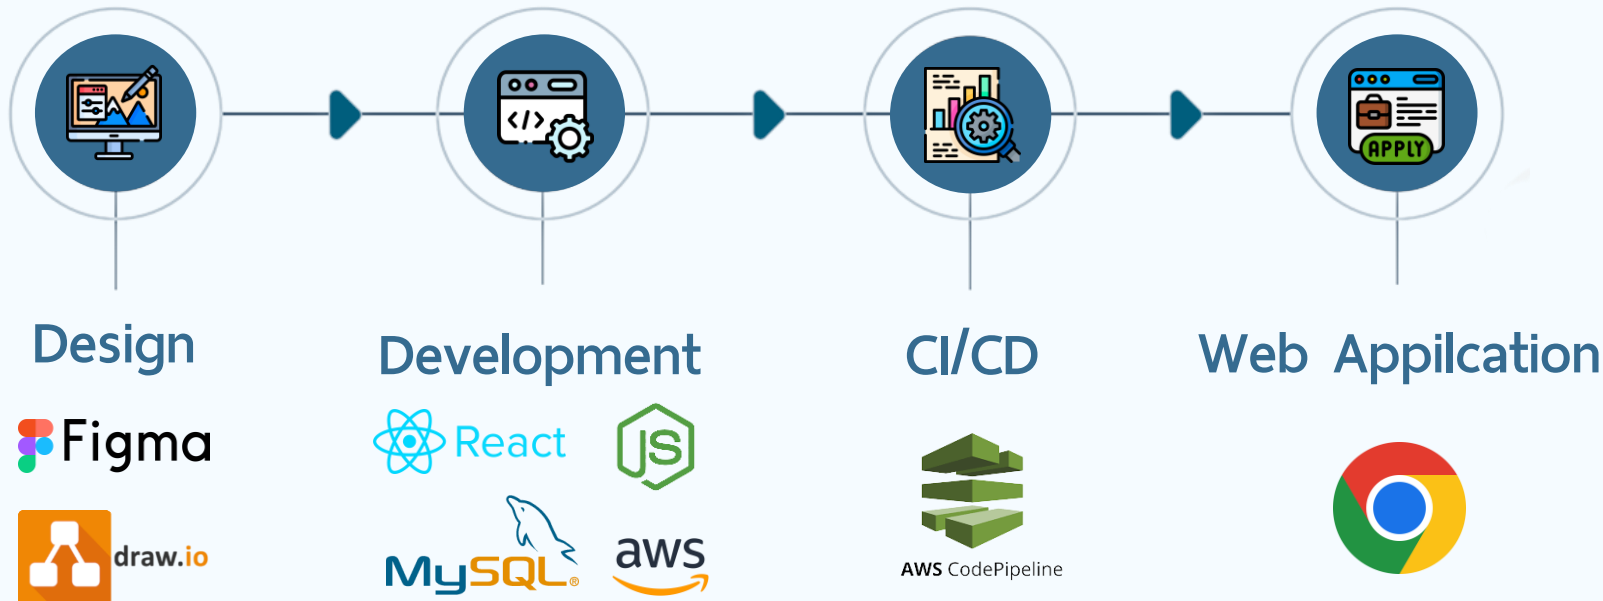 APPLY
Design
Development
CI/CD
Web Appilcation
Figma
React
JS
draw.io
MySQL®
aws
AWS CodePipeline